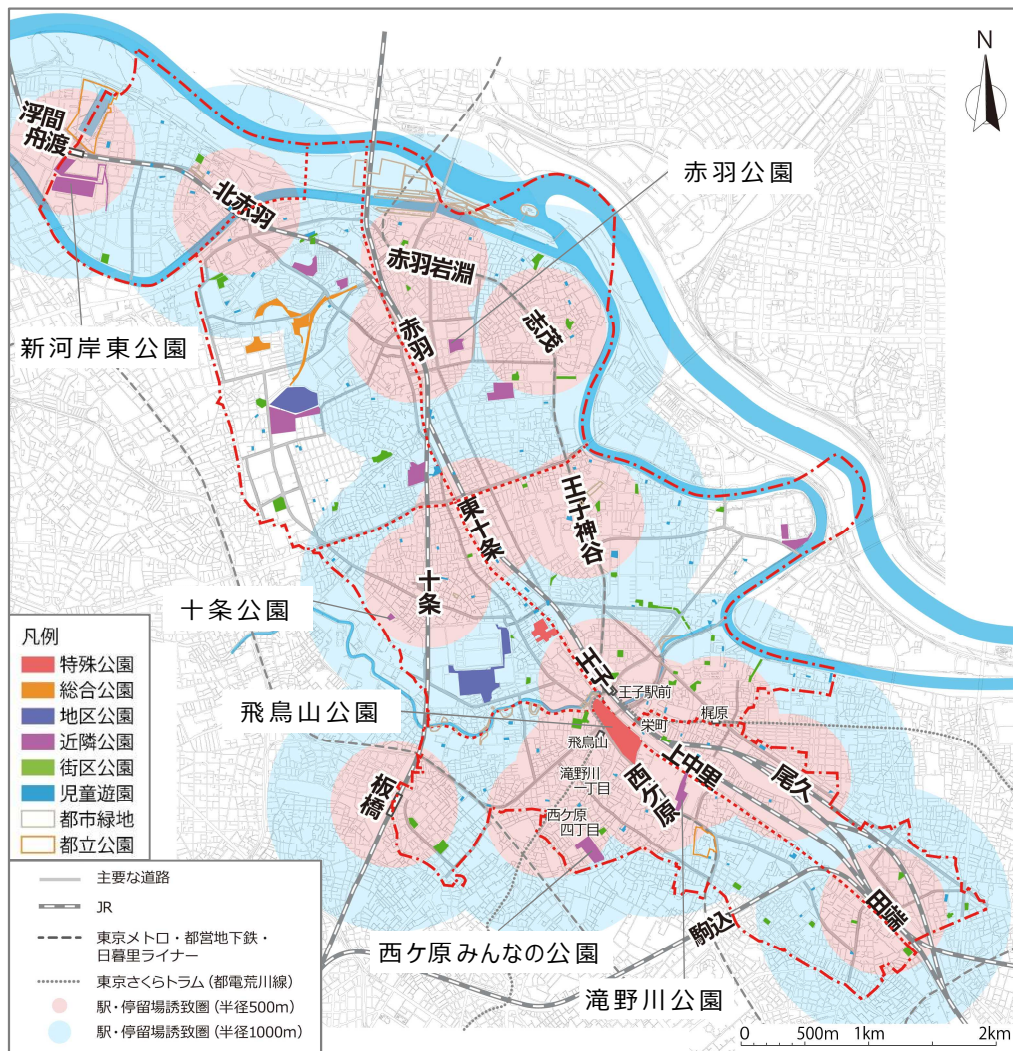 N
浮間
舟渡
北赤羽
赤羽公園
赤羽岩淵
志茂
赤羽
新河岸東公園
王子神谷
東十条
十条
十条公園
凡例
特殊公園
総合公園
地区公園
近隣公園
街区公園
児童遊園
都市緑地
都立公園
王子
王子駅前
飛鳥山公園
栄町
梶原
飛鳥山
上中里
尾久
西ケ原
滝野川
一丁目
板橋
西ケ原
四丁目
田端
駒込
西ケ原みんなの公園
滝野川公園
主要な道路
JR
東京メトロ・都営地下鉄・
日暮里ライナー
東京さくらトラム(都電荒川線)
駅・停留場誘致圏(半径500m)
駅・停留場誘致圏(半径1000m)
0 500m 1km 2km